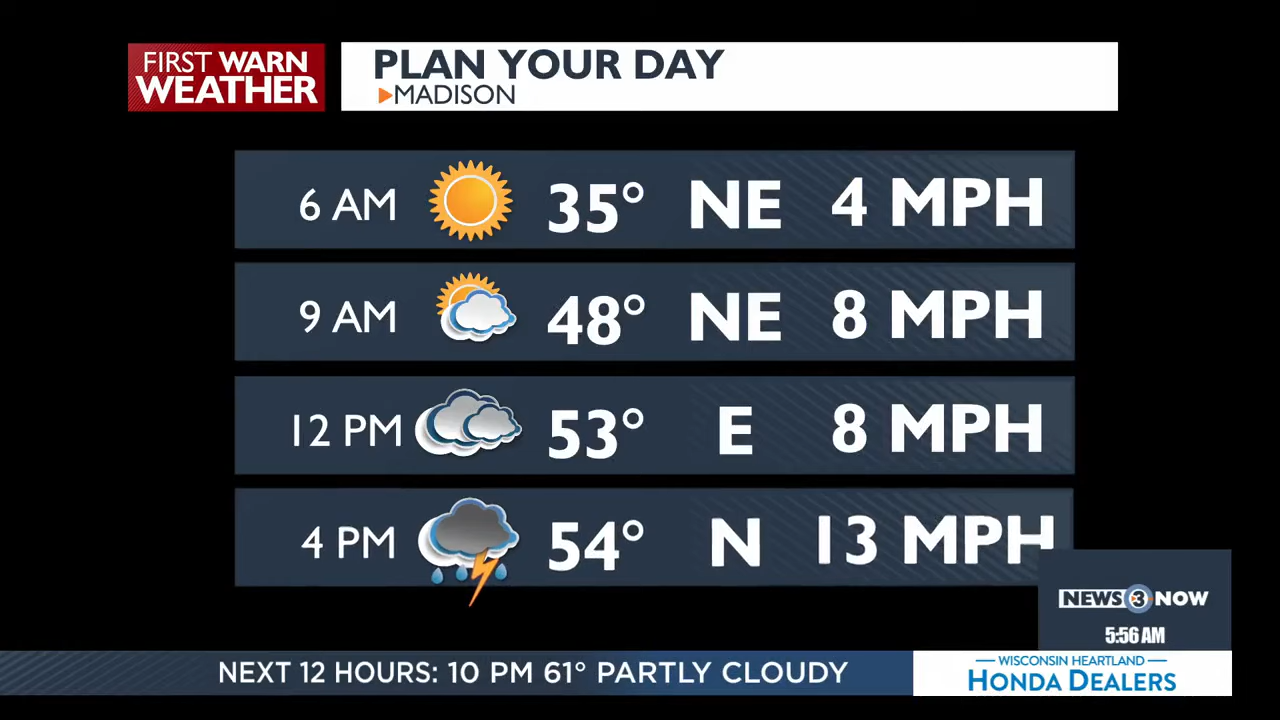 FIRST WARN
WEATHER
PLAN YOUR DAY
MADISON
6 AM 35° NE 4 MPH
9 AM 48° NE 8 MPH
12 PM 53° E 8 MPH
4 PM 54° N 13 MPH
NEWS 3 NOW
5:56 AM
NEXT 12 HOURS: 10 PM 61° PARTLY CLOUDY
WISCONSIN HEARTLAND
HONDA DEALERS